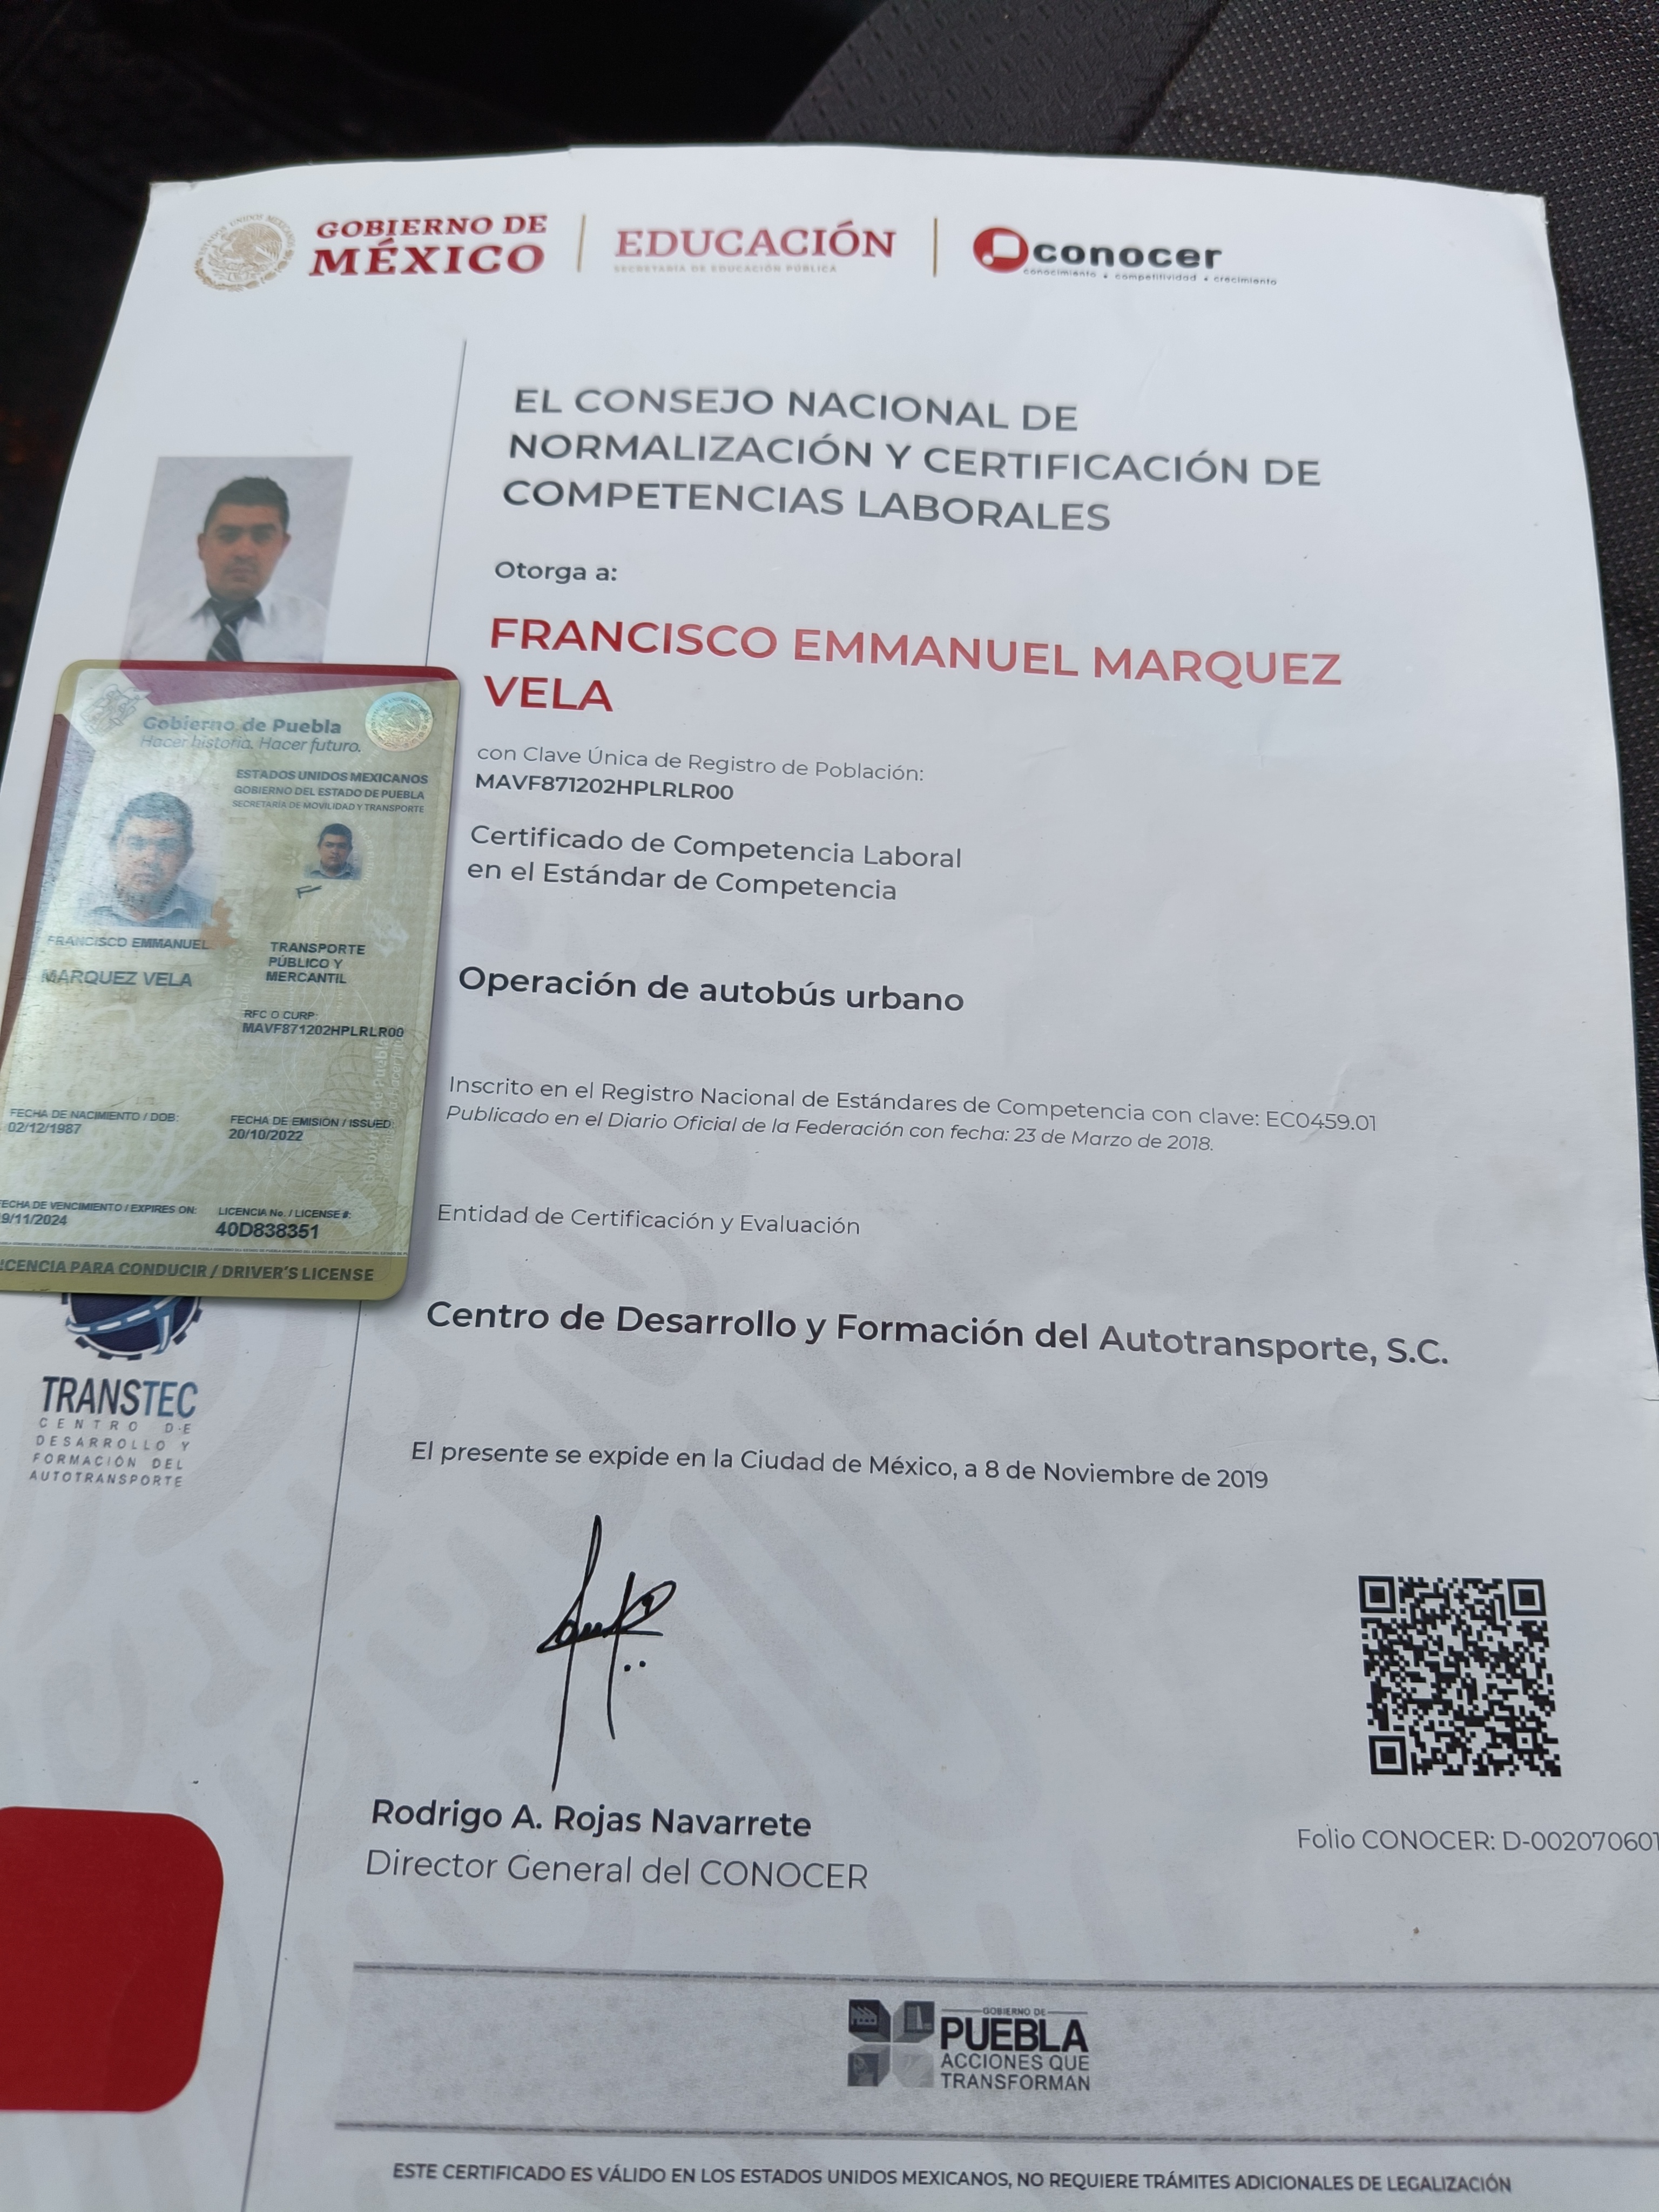 GOBIERNO DE
MÉXICO
EDUCACIÓN
SECRETARÍA DE EDUCACIÓN PÚBLICA
conocer
conocimiento • competitividad • crecimiento
EL CONSEJO NACIONAL DE
NORMALIZACIÓN Y CERTIFICACIÓN DE
COMPETENCIAS LABORALES
Otorga a:
FRANCISCO EMMANUEL MARQUEZ
VELA
con Clave Única de Registro de Población:
MAVF871202HPLRLR00
Certificado de Competencia Laboral
en el Estándar de Competencia
Operación de autobús urbano
Inscrito en el Registro Nacional de Estándares de Competencia con clave: EC0459.01
Publicado en el Diario Oficial de la Federación con fecha: 23 de Marzo de 2018.
Entidad de Certificación y Evaluación
Centro de Desarrollo y Formación del Autotransporte, S.C.
El presente se expide en la Ciudad de México, a 8 de Noviembre de 2019
Rodrigo A. Rojas Navarrete
Director General del CONOCER
Folio CONOCER: D-002070601
GOBIERNO DE
PUEBLA
ACCIONES QUE
TRANSFORMAN
ESTE CERTIFICADO ES VÁLIDO EN LOS ESTADOS UNIDOS MEXICANOS, NO REQUIERE TRÁMITES ADICIONALES DE LEGALIZACIÓN
Gobierno de Puebla
Hacer historia. Hacer futuro.
ESTADOS UNIDOS MEXICANOS
GOBIERNO DEL ESTADO DE PUEBLA
SECRETARÍA DE MOVILIDAD Y TRANSPORTE
FRANCISCO EMMANUEL
MARQUEZ VELA
TRANSPORTE
PÚBLICO Y
MERCANTIL
RFC O CURP:
MAVF871202HPLRLR00
FECHA DE NACIMIENTO / DOB:
02/12/1987
FECHA DE EMISIÓN / ISSUED:
20/10/2022
FECHA DE VENCIMIENTO / EXPIRES ON:
9/11/2024
LICENCIA No. / LICENSE #:
40D838351
LICENCIA PARA CONDUCIR / DRIVER'S LICENSE
TRANSTEC
CENTRO DE
DESARROLLO Y
FORMACIÓN DEL
AUTOTRANSPORTE